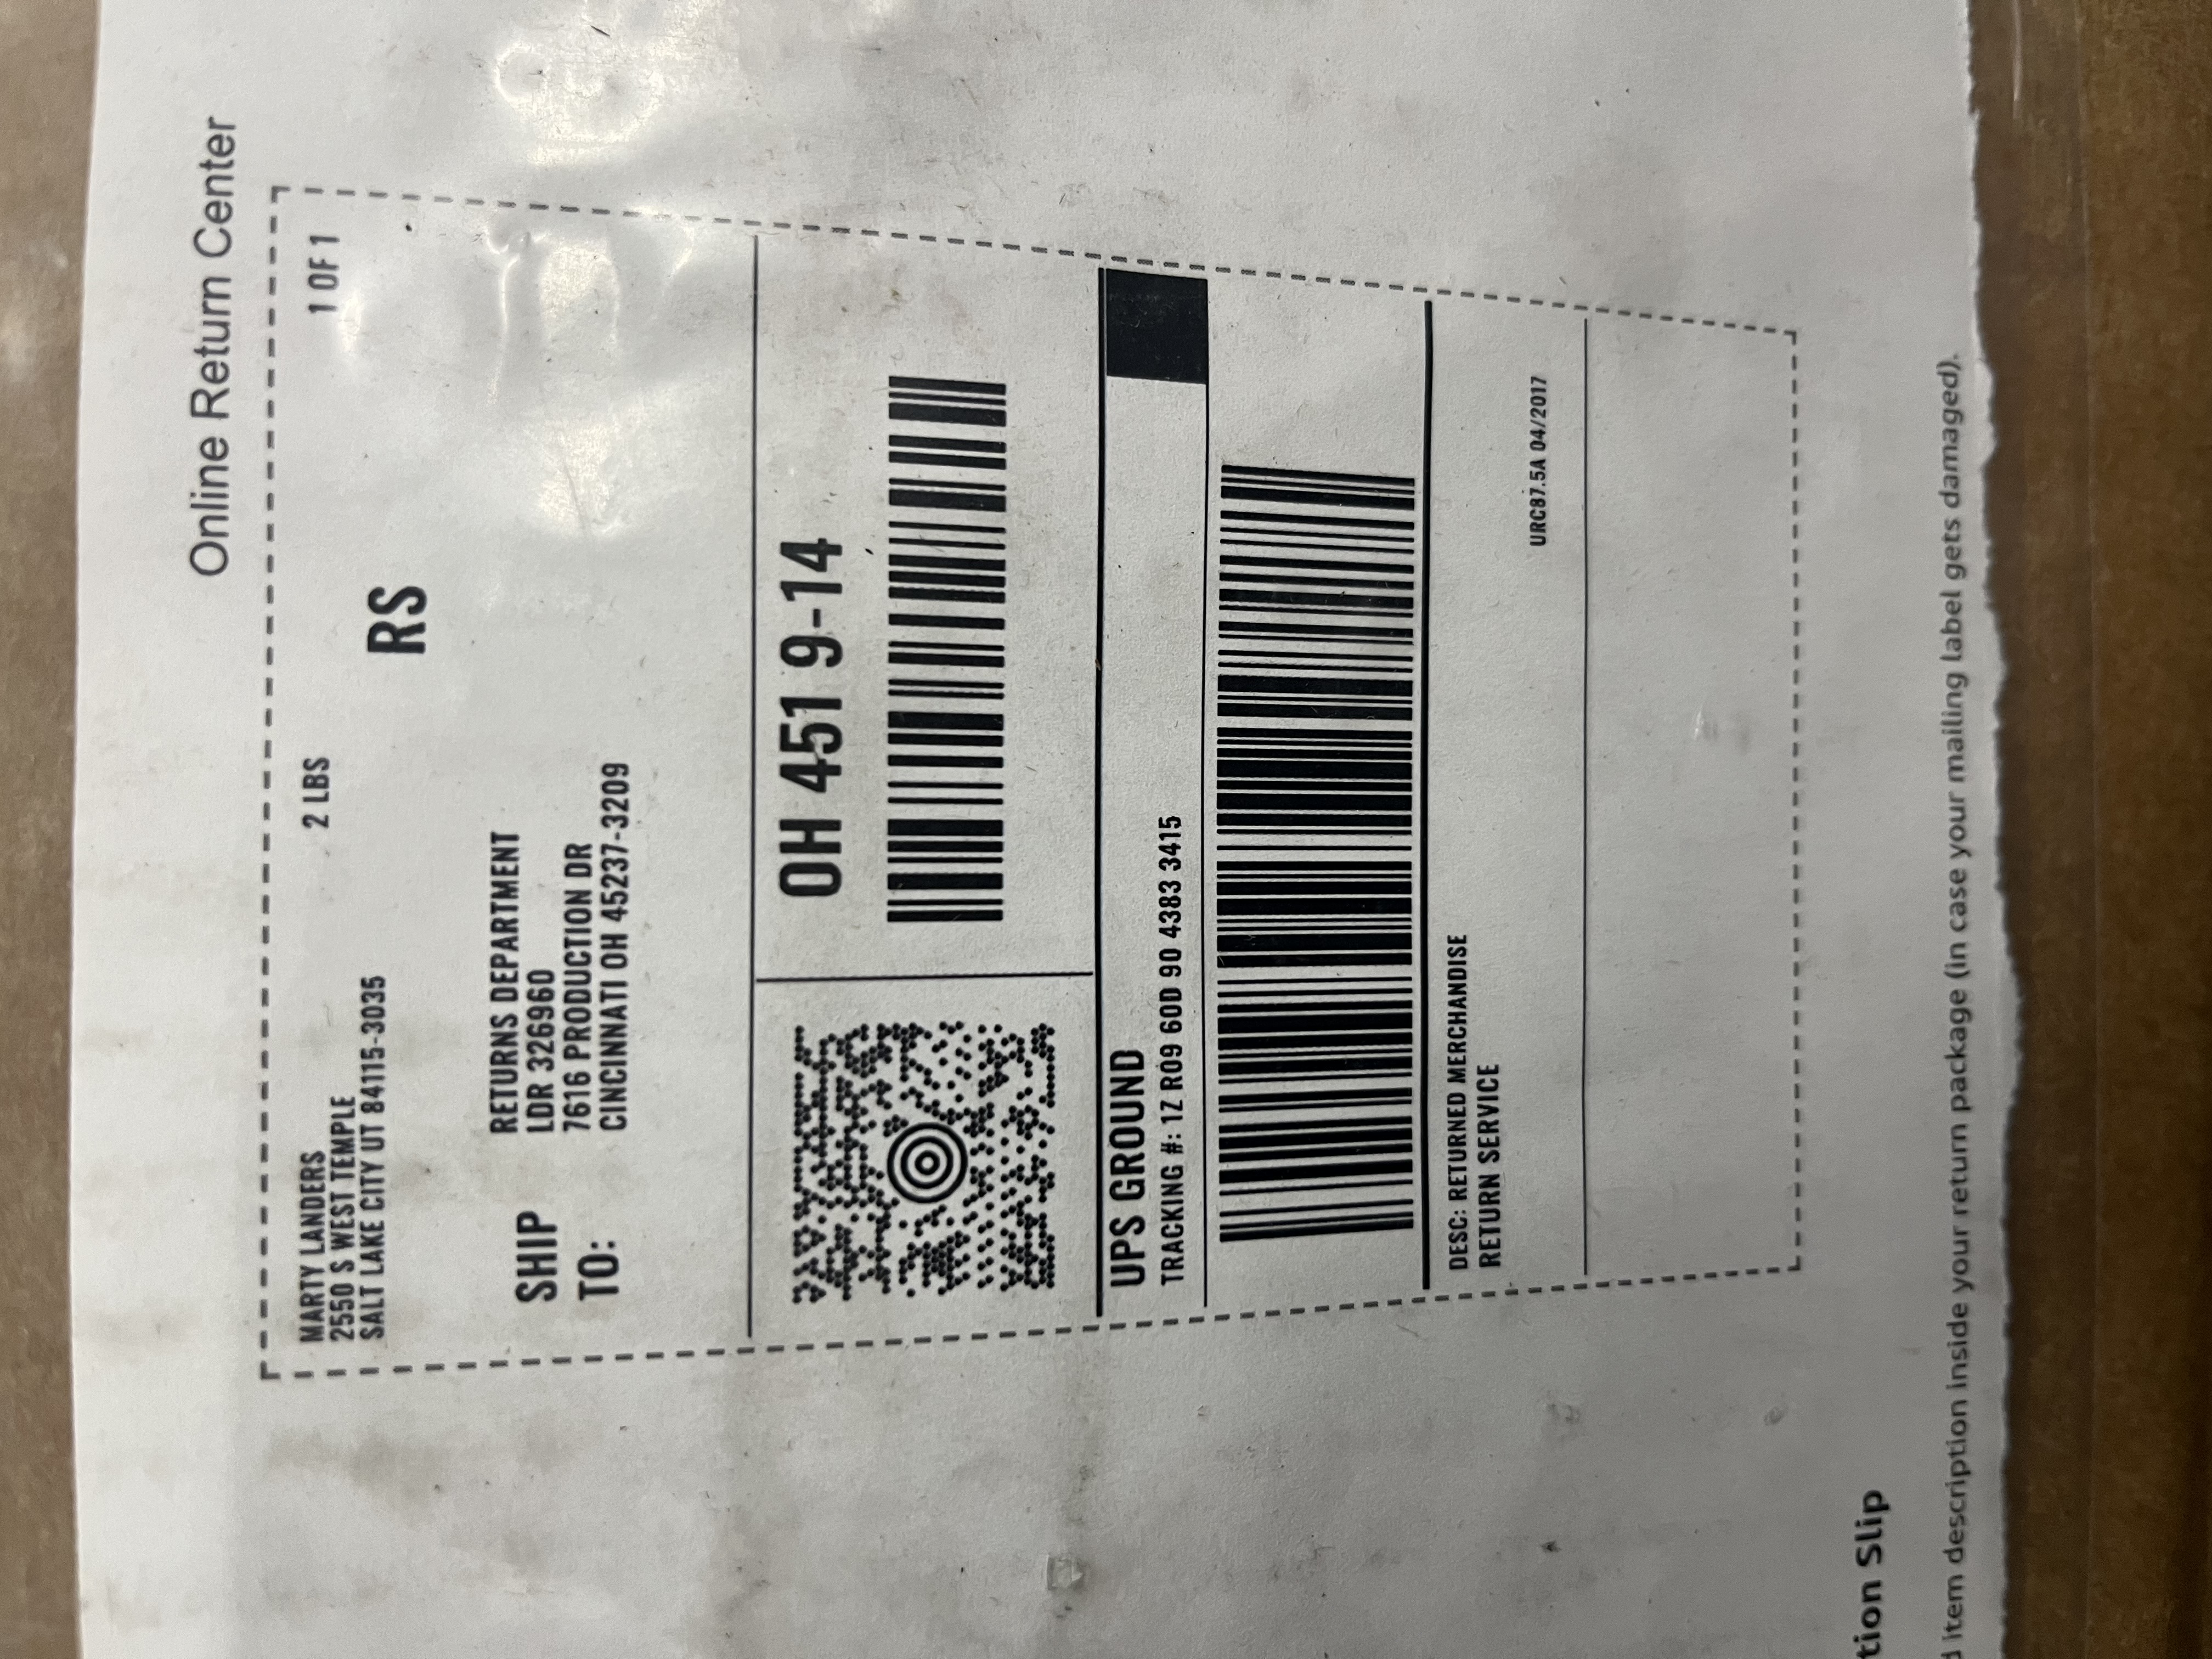 Online Return Center
MARTY LANDERS
2 LBS
1 OF 1
2550 S WEST TEMPLE
SALT LAKE CITY UT 84115-3035
RS
SHIP
TO:
RETURNS DEPARTMENT
LDR 326960
7616 PRODUCTION DR
CINCINNATI OH 45237-3209
OH 451 9-14
UPS GROUND
TRACKING #: 1Z R09 60D 90 4383 3415
DESC: RETURNED MERCHANDISE
RETURN SERVICE
URC87.5A 04/2017
tion Slip
d item description inside your return package (in case your mailing label gets damaged).